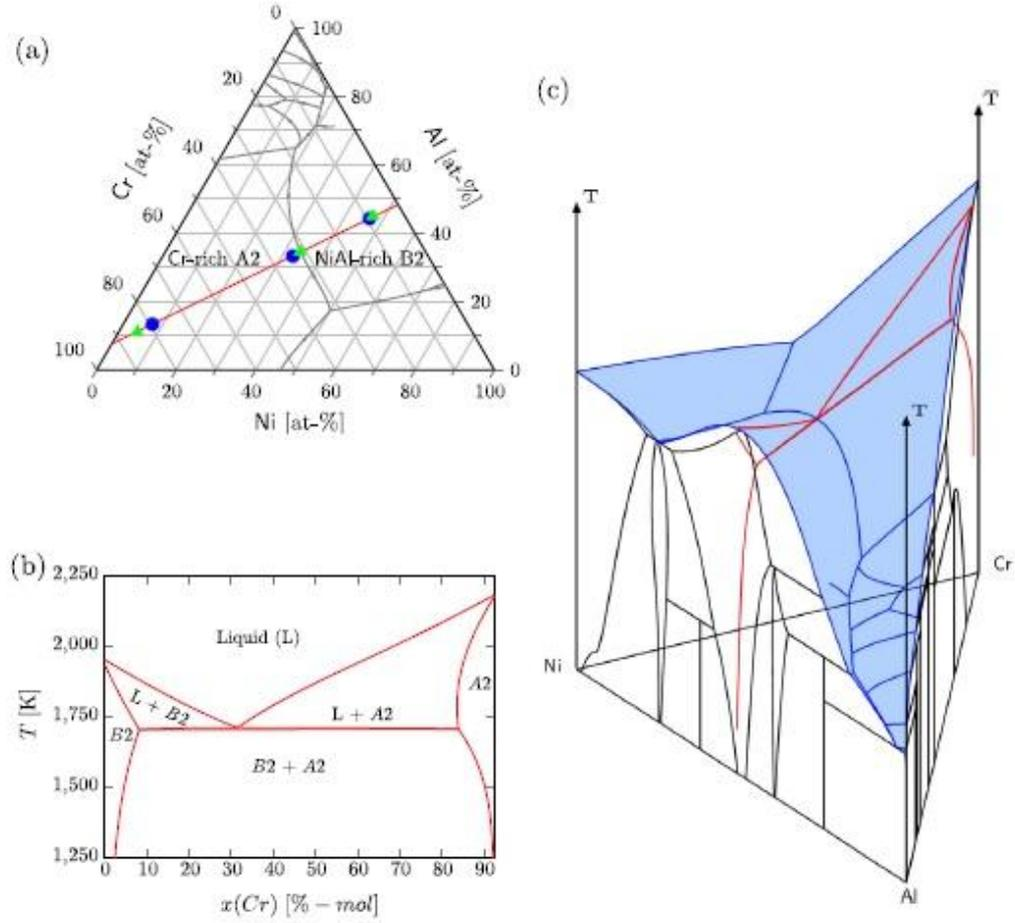 (a)
0
100
20
80
Cr [at-%]
Al [at-%]
40
60
60
40
Cr-rich A2
NiAl-rich B2
80
20
100
0
0
20
40
60
80
100
Ni [at-%]
(b)
2,250
2,000
1,750
1,500
1,250
T [K]
Liquid (L)
L + B2
L + A2
A2
B2
B2 + A2
0 10 20 30 40 50 60 70 80 90
x(Cr) [% − mol]
(c)
T
T
T
Ni
Cr
Al